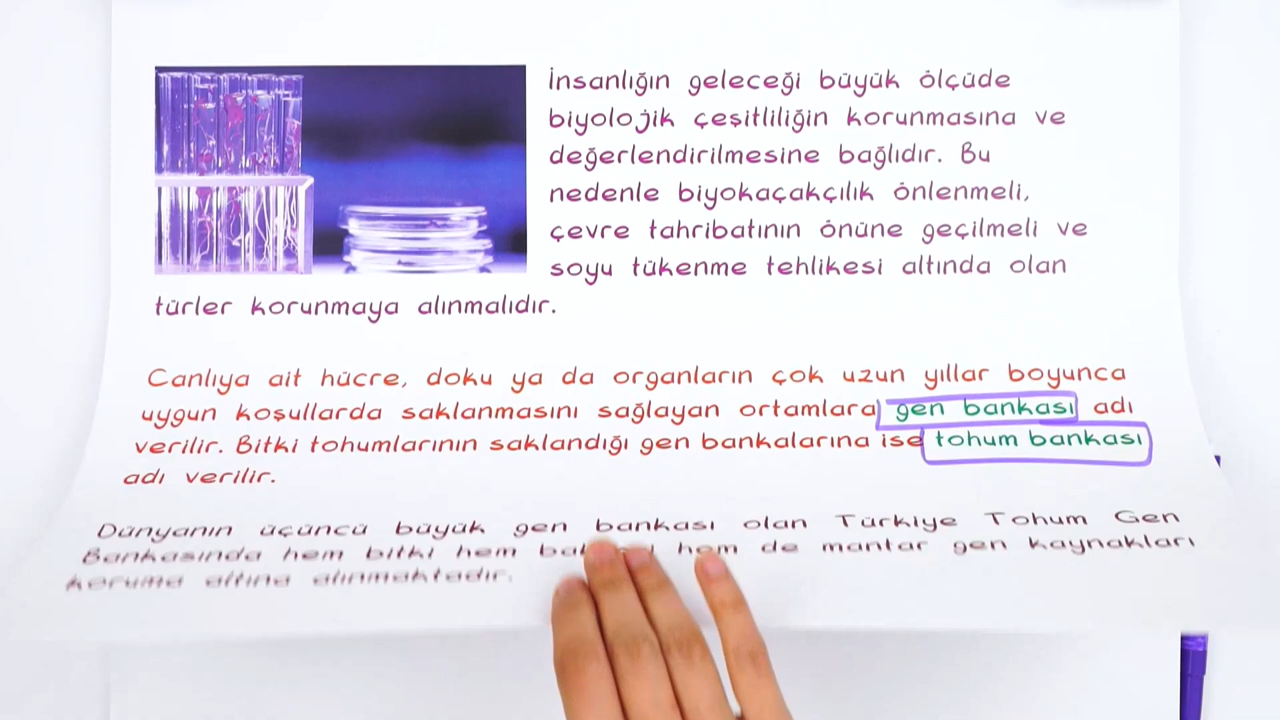 İnsanlığın geleceği büyük ölçüde
biyolojik çeşitliliğin korunmasına ve
değerlendirilmesine bağlıdır. Bu
nedenle biyokaçakçılık önlenmeli,
çevre tahribatının önüne geçilmeli ve
soyu tükenme tehlikesi altında olan
türler korunmaya alınmalıdır.
Canlıya ait hücre, doku ya da organların çok uzun yıllar boyunca
uygun koşullarda saklanmasını sağlayan ortamlara gen bankası adı
verilir. Bitki tohumlarının saklandığı gen bankalarına ise tohum bankası
adı verilir.
Dünyanın üçüncü büyük gen bankası olan Türkiye Tohum Gen
Bankasında hem bitki hem hem de mantar gen kaynakları
koruma altına alınmaktadır.